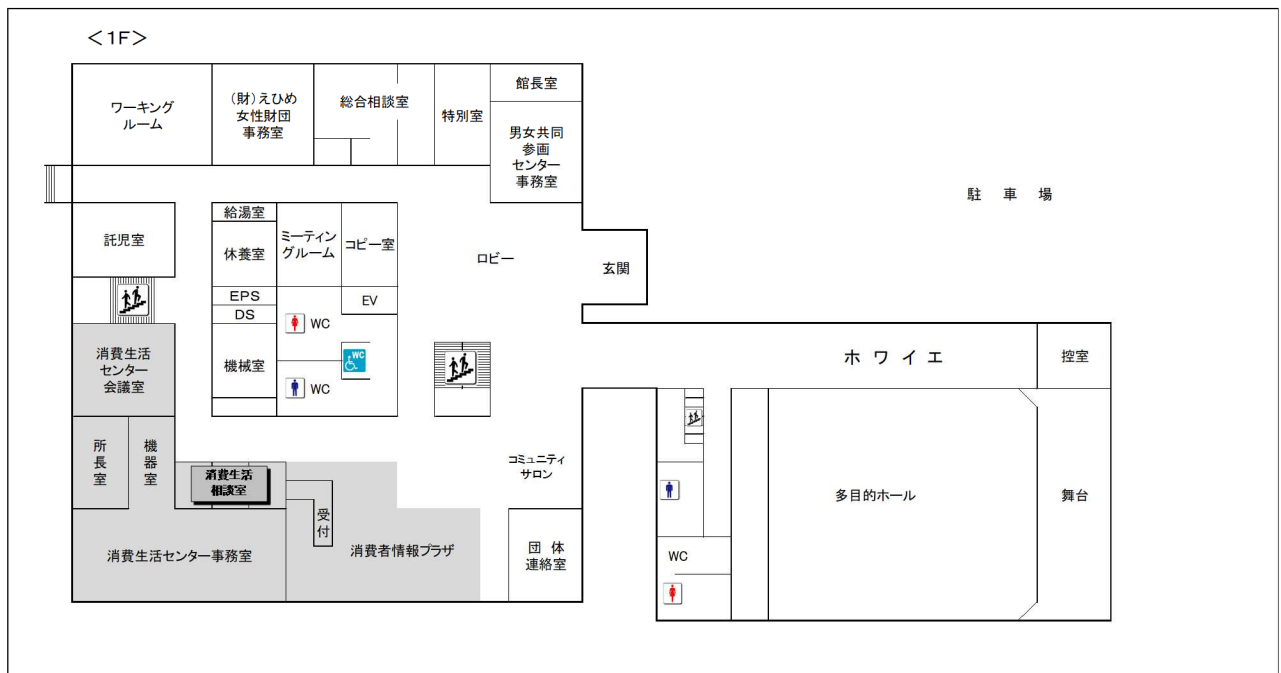 ＜1F＞
ワーキング
ルーム
（財）えひめ
女性財団
事務室
総合相談室
特別室
館長室
男女共同
参画
センター
事務室
駐車場
託児室
給湯室
休養室
ミーティン
グルーム
コピー室
ロビー
玄関
EPS
DS
EV
WC
WC
WC
機械室
消費生活
センター
会議室
ホワイエ
控室
所長室
機器室
消費生活
相談室
受付
コミュニティ
サロン
多目的ホール
舞台
消費生活センター事務室
消費者情報プラザ
団体
連絡室
WC